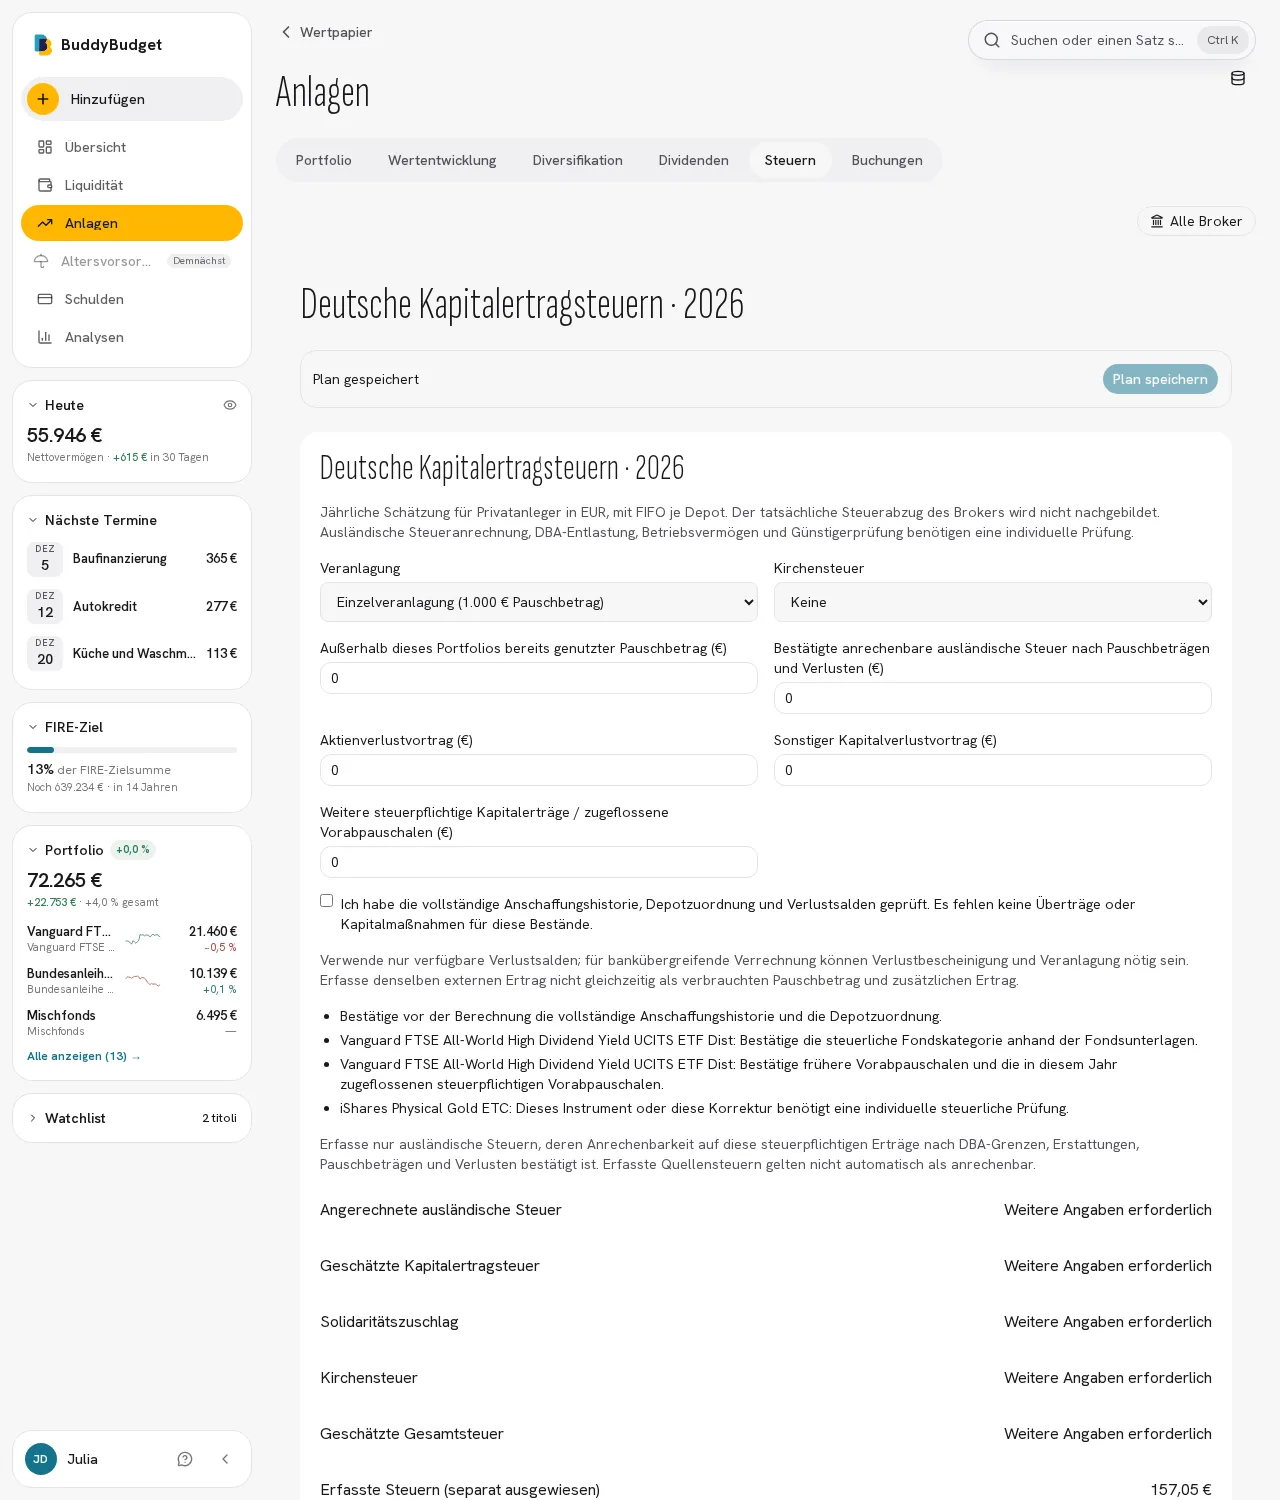 BuddyBudget
Hinzufügen
Übersicht
Liquidität
Anlagen
Altersvorsor... Demnächst
Schulden
Analysen
Heute
55.946 €
Nettovermögen · +615 € in 30 Tagen
Nächste Termine
DEZ
5
Baufinanzierung 365 €
DEZ
12
Autokredit 277 €
DEZ
20
Küche und Waschm... 113 €
FIRE-Ziel
13% der FIRE-Zielsumme
Noch 639.234 € · in 14 Jahren
Portfolio +0,0 %
72.265 €
+22.753 € · +4,0 % gesamt
Vanguard FT... 21.460 €
Vanguard FTSE ... −0,5 %
Bundesanleih... 10.139 €
Bundesanleihe ... +0,1 %
Mischfonds 6.495 €
Mischfonds —
Alle anzeigen (13) →
Watchlist 2 titoli
JD Julia
Wertpapier
Suchen oder einen Satz s... Ctrl K
Anlagen
Portfolio Wertentwicklung Diversifikation Dividenden Steuern Buchungen
Alle Broker
Deutsche Kapitalertragsteuern · 2026
Plan gespeichert Plan speichern
Deutsche Kapitalertragsteuern · 2026
Jährliche Schätzung für Privatanleger in EUR, mit FIFO je Depot. Der tatsächliche Steuerabzug des Brokers wird nicht nachgebildet.
Ausländische Steueranrechnung, DBA-Entlastung, Betriebsvermögen und Günstigerprüfung benötigen eine individuelle Prüfung.
Veranlagung
Einzelveranlagung (1.000 € Pauschbetrag)
Kirchensteuer
Keine
Außerhalb dieses Portfolios bereits genutzter Pauschbetrag (€)
0
Bestätigte anrechenbare ausländische Steuer nach Pauschbeträgen
und Verlusten (€)
0
Aktienverlustvortrag (€)
0
Sonstiger Kapitalverlustvortrag (€)
0
Weitere steuerpflichtige Kapitalerträge / zugeflossene
Vorabpauschalen (€)
0
Ich habe die vollständige Anschaffungshistorie, Depotzuordnung und Verlustsalden geprüft. Es fehlen keine Überträge oder
Kapitalmaßnahmen für diese Bestände.
Verwende nur verfügbare Verlustsalden; für bankübergreifende Verrechnung können Verlustbescheinigung und Veranlagung nötig sein.
Erfasse denselben externen Ertrag nicht gleichzeitig als verbrauchten Pauschbetrag und zusätzlichen Ertrag.
• Bestätige vor der Berechnung die vollständige Anschaffungshistorie und die Depotzuordnung.
• Vanguard FTSE All-World High Dividend Yield UCITS ETF Dist: Bestätige die steuerliche Fondskategorie anhand der Fondsunterlagen.
• Vanguard FTSE All-World High Dividend Yield UCITS ETF Dist: Bestätige frühere Vorabpauschalen und die in diesem Jahr
zugeflossenen steuerpflichtigen Vorabpauschalen.
• iShares Physical Gold ETC: Dieses Instrument oder diese Korrektur benötigt eine individuelle steuerliche Prüfung.
Erfasse nur ausländische Steuern, deren Anrechenbarkeit auf diese steuerpflichtigen Erträge nach DBA-Grenzen, Erstattungen,
Pauschbeträgen und Verlusten bestätigt ist. Erfasste Quellensteuern gelten nicht automatisch als anrechenbar.
Angerechnete ausländische Steuer Weitere Angaben erforderlich
Geschätzte Kapitalertragsteuer Weitere Angaben erforderlich
Solidaritätszuschlag Weitere Angaben erforderlich
Kirchensteuer Weitere Angaben erforderlich
Geschätzte Gesamtsteuer Weitere Angaben erforderlich
Erfasste Steuern (separat ausgewiesen) 157,05 €